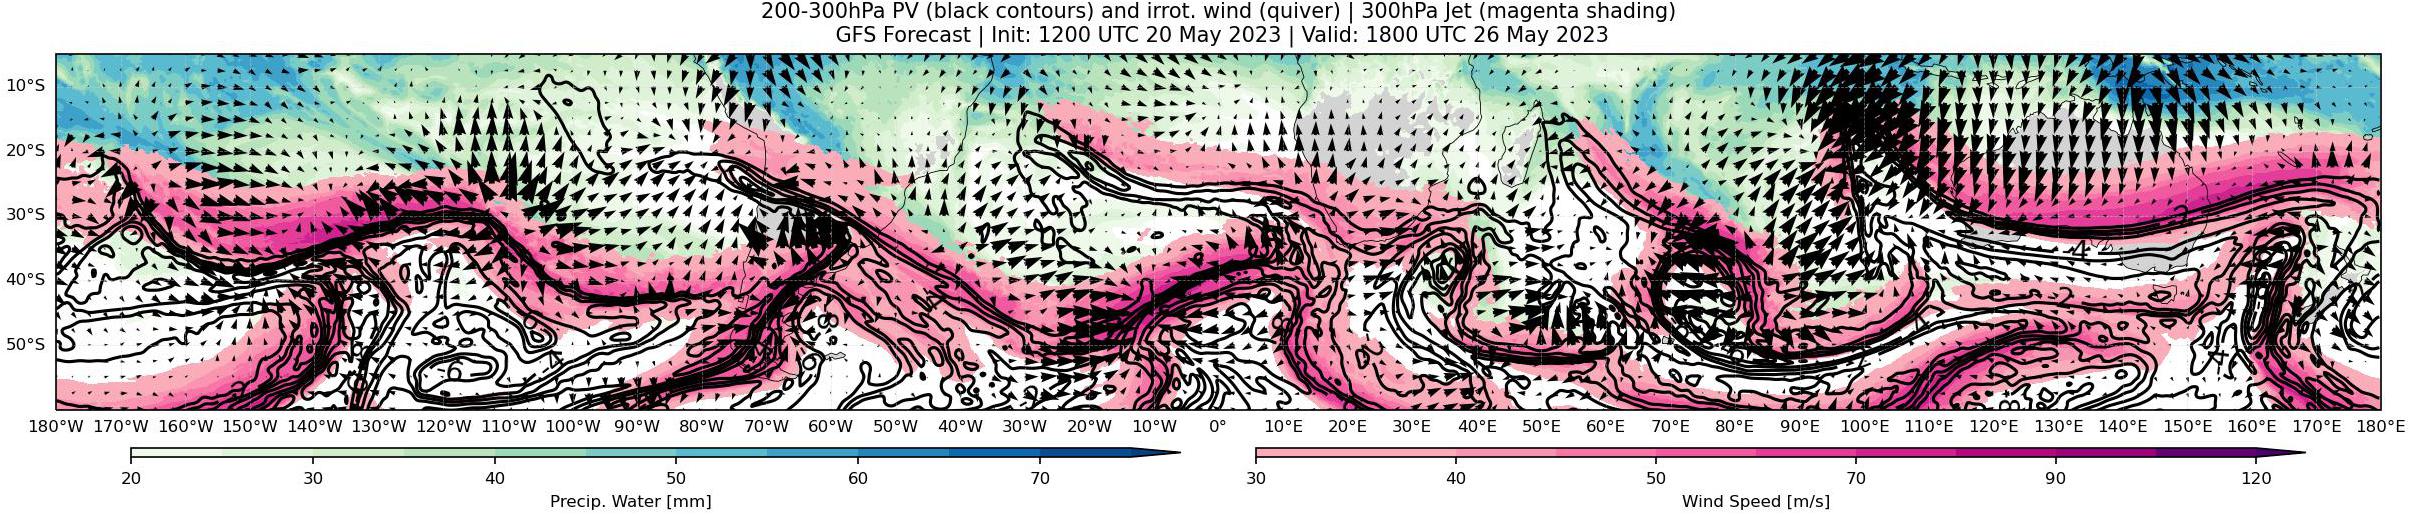 200-300hPa PV (black contours) and irrot. wind (quiver) | 300hPa Jet (magenta shading)
GFS Forecast | Init: 1200 UTC 20 May 2023 | Valid: 1800 UTC 26 May 2023
10°S
20°S
30°S
40°S
50°S
-4
-6
-4
180°W 170°W 160°W 150°W 140°W 130°W 120°W 110°W 100°W 90°W 80°W 70°W 60°W 50°W 40°W 30°W 20°W 10°W 0° 10°E 20°E 30°E 40°E 50°E 60°E 70°E 80°E 90°E 100°E 110°E 120°E 130°E 140°E 150°E 160°E 170°E 180°E
20 30 40 50 60 70
Precip. Water [mm]
30 40 50 70 90 120
Wind Speed [m/s]